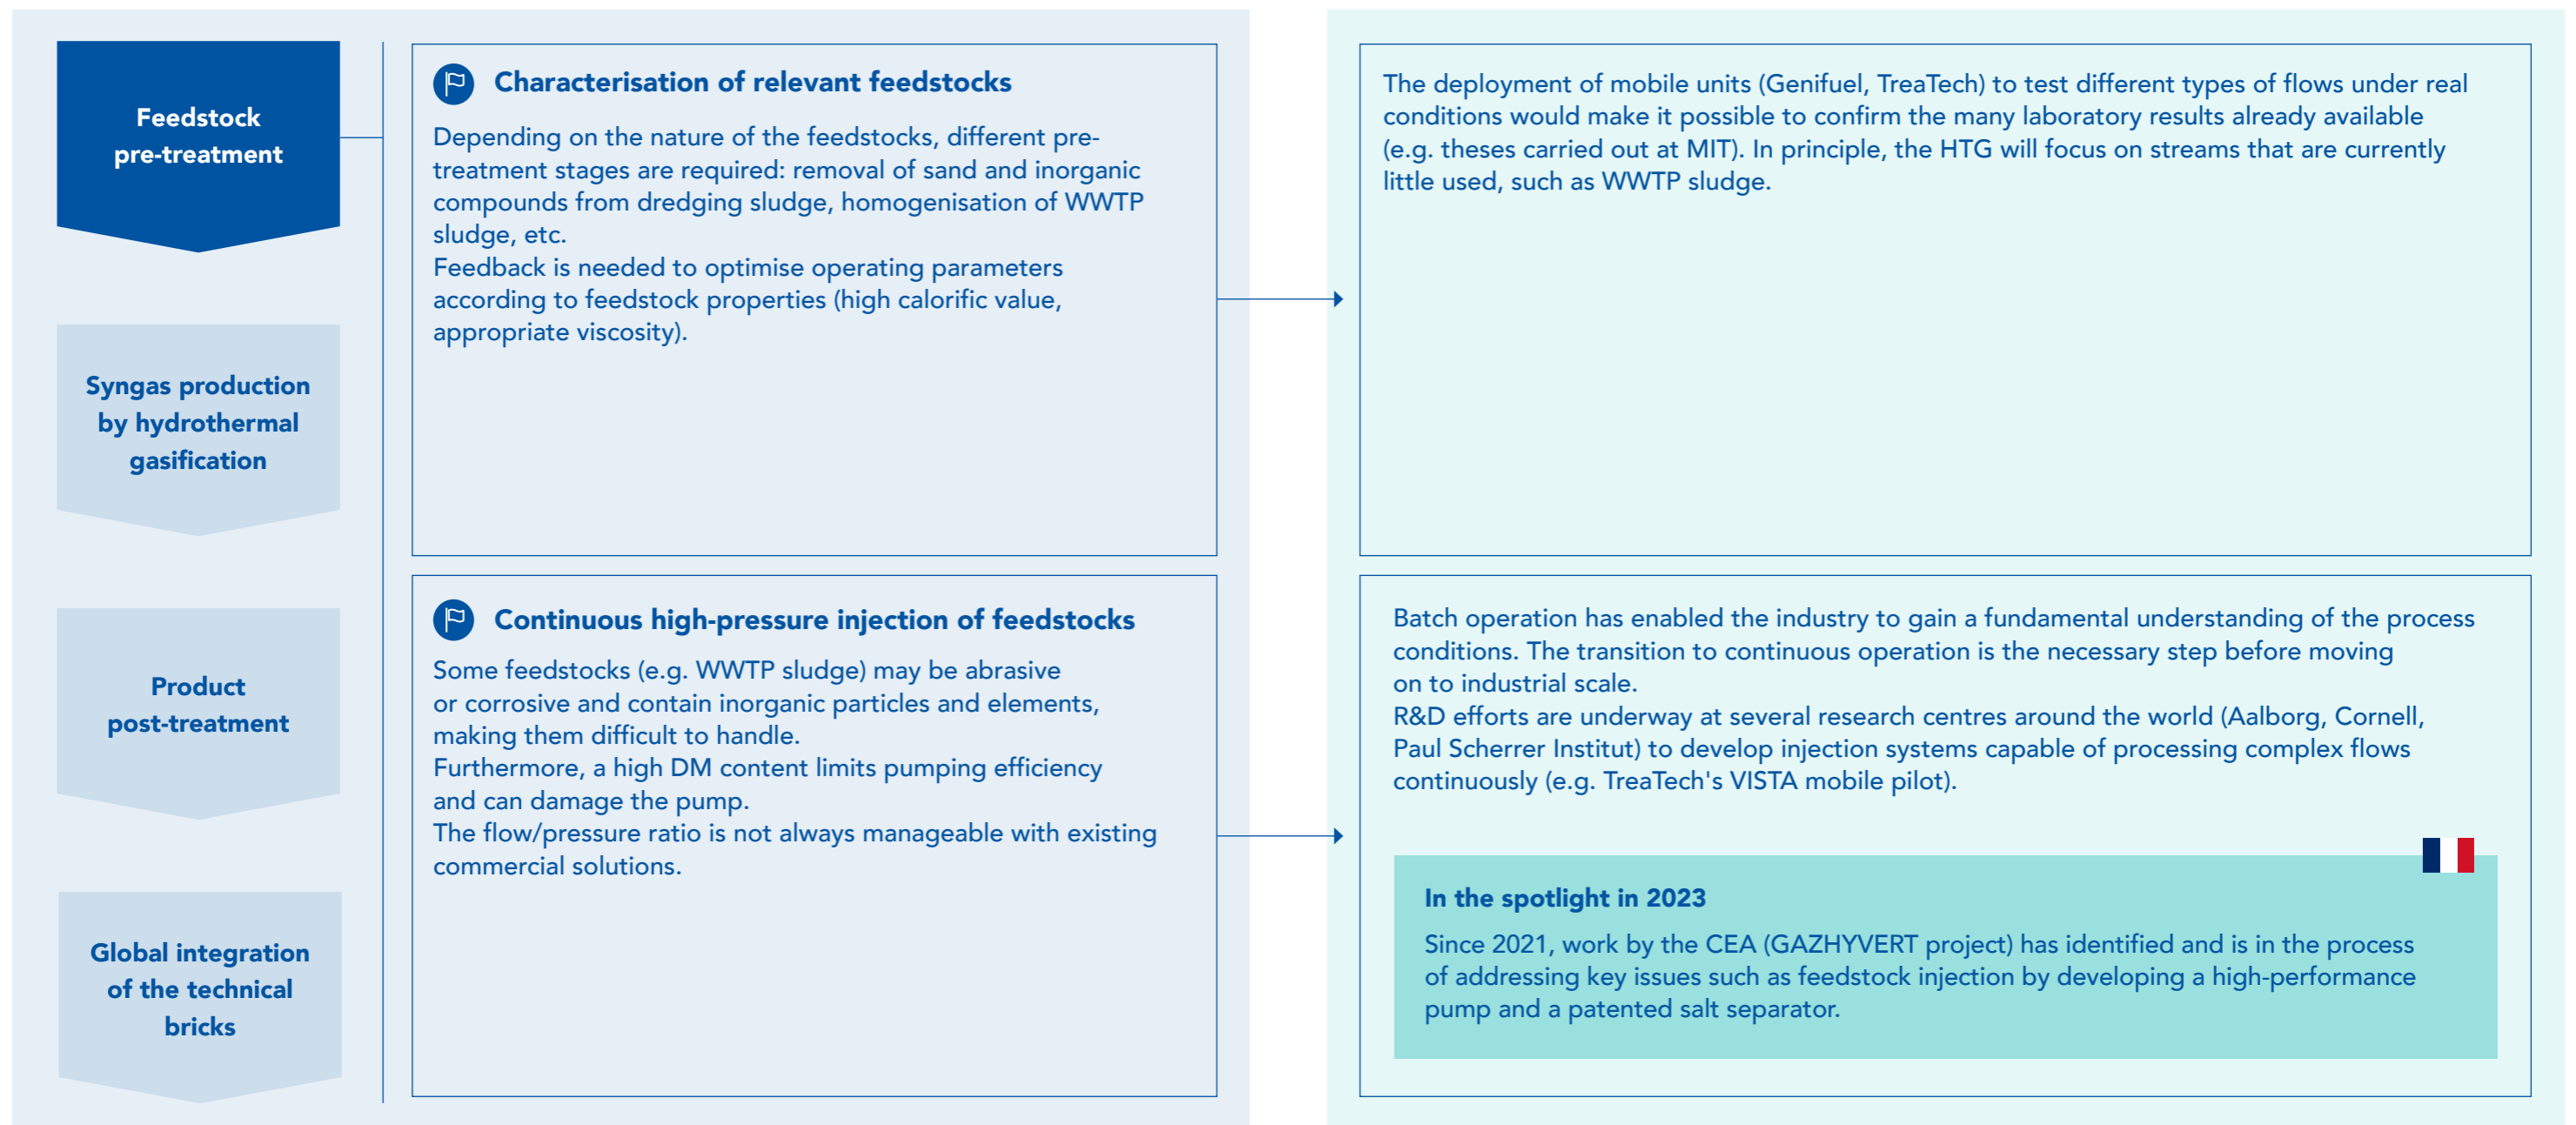 Feedstock
pre-treatment
Syngas production
by hydrothermal
gasification
Product
post-treatment
Global integration
of the technical
bricks
Characterisation of relevant feedstocks
Depending on the nature of the feedstocks, different pre-
treatment stages are required: removal of sand and inorganic
compounds from dredging sludge, homogenisation of WWTP
sludge, etc.
Feedback is needed to optimise operating parameters
according to feedstock properties (high calorific value,
appropriate viscosity).
The deployment of mobile units (Genifuel, TreaTech) to test different types of flows under real
conditions would make it possible to confirm the many laboratory results already available
(e.g. theses carried out at MIT). In principle, the HTG will focus on streams that are currently
little used, such as WWTP sludge.
Continuous high-pressure injection of feedstocks
Some feedstocks (e.g. WWTP sludge) may be abrasive
or corrosive and contain inorganic particles and elements,
making them difficult to handle.
Furthermore, a high DM content limits pumping efficiency
and can damage the pump.
The flow/pressure ratio is not always manageable with existing
commercial solutions.
Batch operation has enabled the industry to gain a fundamental understanding of the process
conditions. The transition to continuous operation is the necessary step before moving
on to industrial scale.
R&D efforts are underway at several research centres around the world (Aalborg, Cornell,
Paul Scherrer Institut) to develop injection systems capable of processing complex flows
continuously (e.g. TreaTech's VISTA mobile pilot).
In the spotlight in 2023
Since 2021, work by the CEA (GAZHYVERT project) has identified and is in the process
of addressing key issues such as feedstock injection by developing a high-performance
pump and a patented salt separator.